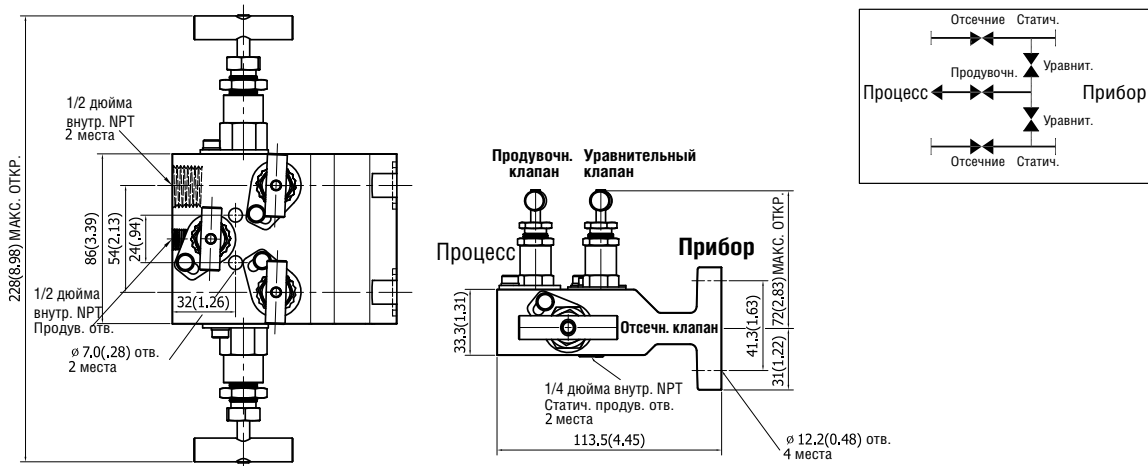 228(8.98) МАКС. ОТКР.
1/2 дюйма
внутр. NPT
2 места
86(3.39)
54(2.13)
24(.94)
32(1.26)
1/2 дюйма
внутр. NPT
Продув. отв.
ø 7.0(.28) отв.
2 места
Продувочн.
клапан
Уравнительный
клапан
Процесс
Прибор
33.3(1.31)
Отсечн. клапан
41.3(1.63)
72(2.83) МАКС. ОТКР.
31(1.22)
1/4 дюйма внутр. NPT
Статич. продув. отв.
2 места
113.5(4.45)
ø 12.2(0.48) отв.
4 места
Отсечние Статич.
Уравнит.
Продувочн.
Процесс
Прибор
Уравнит.
Отсечние Статич.